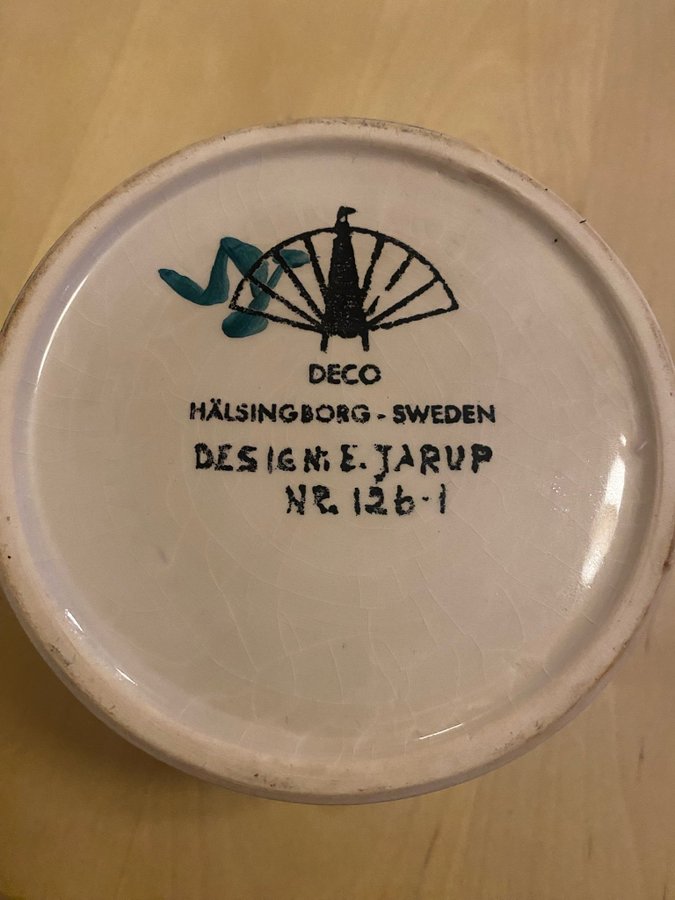 DECO
HÄLSINGBORG - SWEDEN
DESIGN: E. JARUP
NR. 126-1